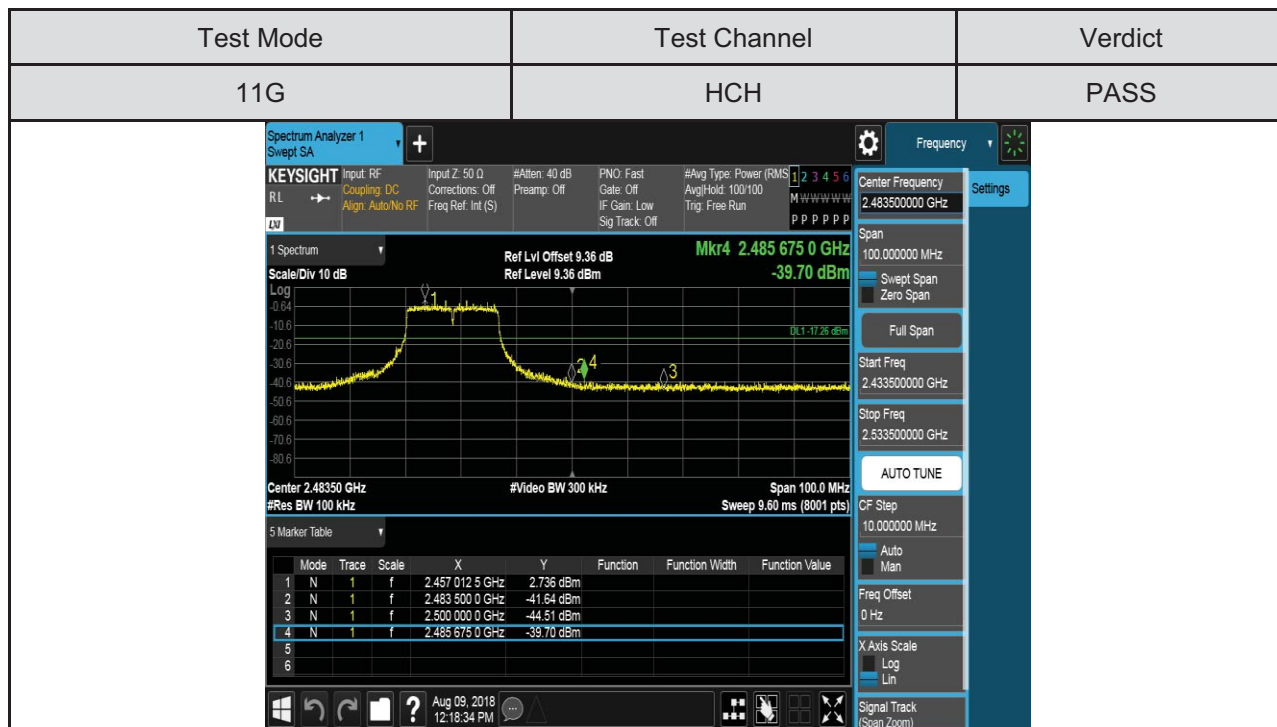 Test Mode Test Channel Verdict
11G HCH PASS
Spectrum Analyzer 1
Swept SA
+
Frequency
KEYSIGHT
RL
LXI
Input: RF
Coupling: DC
Align: Auto/No RF
Input Z: 50 Ω
Corrections: Off
Freq Ref: Int (S)
#Atten: 40 dB
Preamp: Off
PNO: Fast
Gate: Off
IF Gain: Low
Sig Track: Off
#Avg Type: Power (RMS
Avg|Hold: 100/100
Trig: Free Run
1 2 3 4 5 6
M W W W W W
P P P P P P
1 Spectrum
Scale/Div 10 dB
Ref Lvl Offset 9.36 dB
Ref Level 9.36 dBm
Mkr4 2.485 675 0 GHz
-39.70 dBm
Log
-0.64
-10.6
-20.6
-30.6
-40.6
-50.6
-60.6
-70.6
-80.6
1
2
4
3
DL1 -17.26 dBm
Center 2.48350 GHz
#Res BW 100 kHz
#Video BW 300 kHz
Span 100.0 MHz
Sweep 9.60 ms (8001 pts)
5 Marker Table
Mode Trace Scale X Y Function Function Width Function Value
1 N 1 f 2.457 012 5 GHz 2.736 dBm
2 N 1 f 2.483 500 0 GHz -41.64 dBm
3 N 1 f 2.500 000 0 GHz -44.51 dBm
4 N 1 f 2.485 675 0 GHz -39.70 dBm
5
6
?
Aug 09, 2018
12:18:34 PM
Center Frequency
2.483500000 GHz
Settings
Span
100.000000 MHz
Swept Span
Zero Span
Full Span
Start Freq
2.433500000 GHz
Stop Freq
2.533500000 GHz
AUTO TUNE
CF Step
10.000000 MHz
Auto
Man
Freq Offset
0 Hz
X Axis Scale
Log
Lin
Signal Track
(Span Zoom)